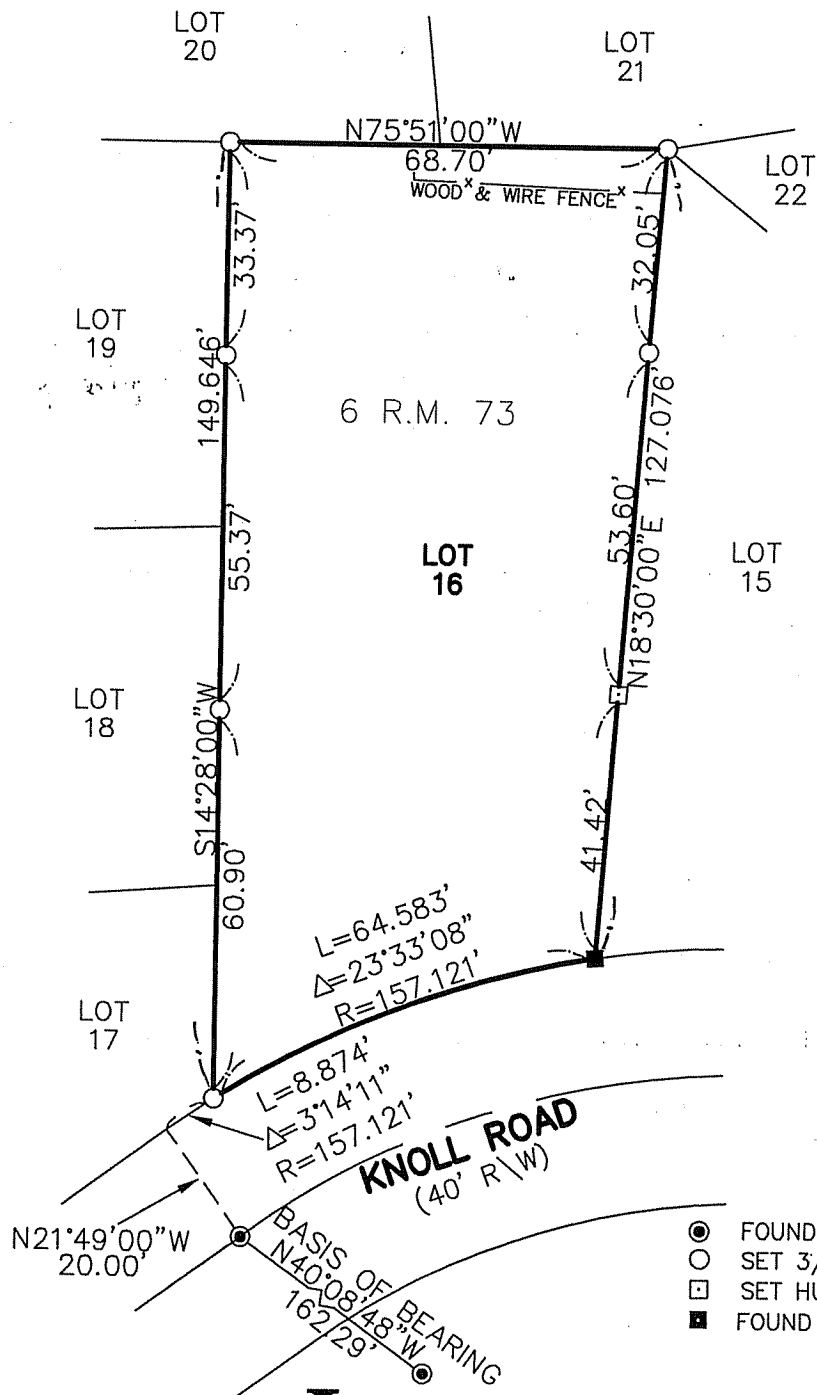 LOT
20
LOT
21
N75°51'00"W
68.70'
WOOD & WIRE FENCE
LOT
22
33.37'
32.05'
LOT
19
149.646'
6 R.M. 73
127.076'
53.60'
N18°30'00"E
55.37'
LOT
16
LOT
15
LOT
18
S14°28'00"W
41.42'
60.90'
L=64.583'
Δ=23°33'08"
R=157.121'
LOT
17
L=8.874'
Δ=3°14'11"
R=157.121'
KNOLL ROAD
(40' R\W)
N21°49'00"W
20.00'
BASIS OF BEARING
N40°08'48"W
162.29'
FOUND
SET 3/
SET HU
FOUND